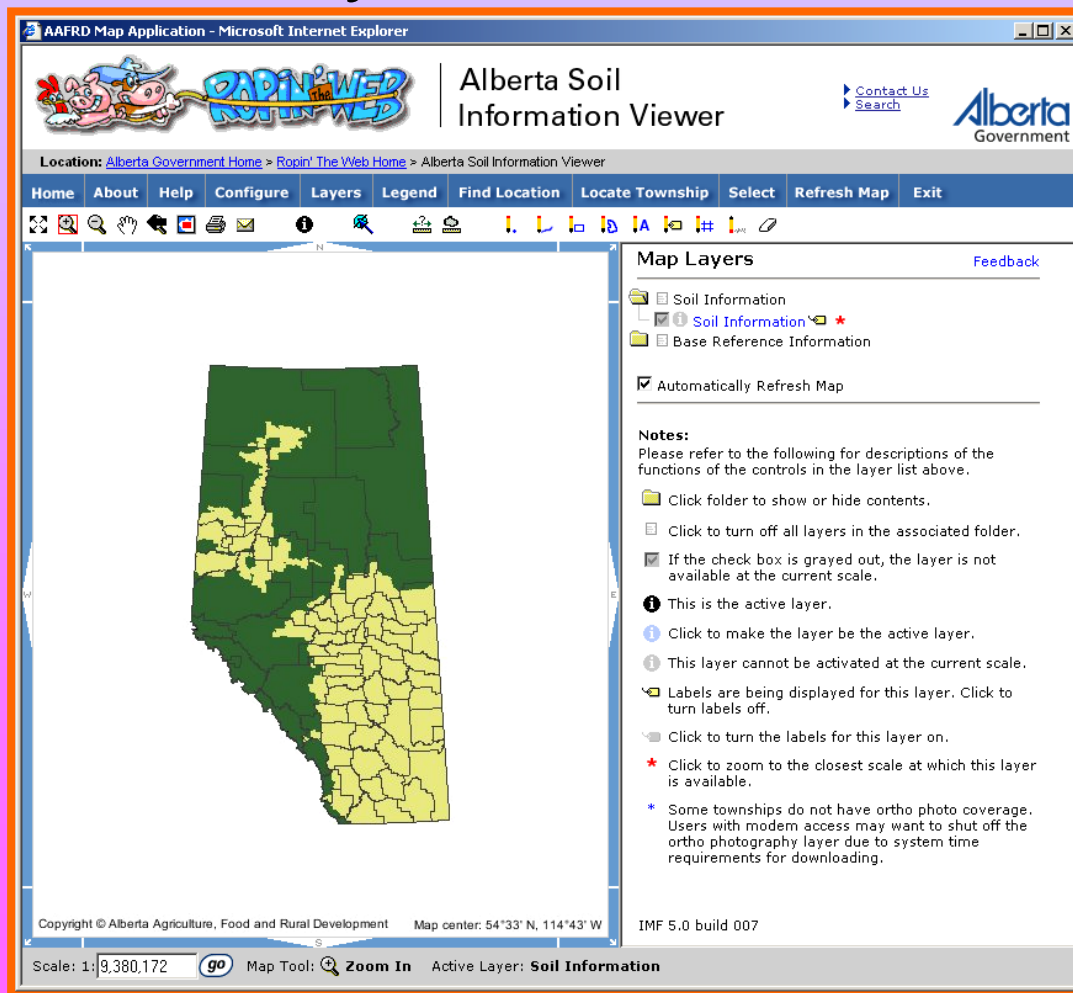 AAFRD Map Application - Microsoft Internet Explorer
ROPIN' THE WEB
Alberta Soil
Information Viewer
Contact Us
Search
Alberta
Government
Location: Alberta Government Home > Ropin' The Web Home > Alberta Soil Information Viewer
Home About Help Configure Layers Legend Find Location Locate Township Select Refresh Map Exit
N
W
E
S
Map Layers
Feedback
Soil Information
Soil Information *
Base Reference Information
Automatically Refresh Map
Notes:
Please refer to the following for descriptions of the
functions of the controls in the layer list above.
Click folder to show or hide contents.
Click to turn off all layers in the associated folder.
If the check box is grayed out, the layer is not
available at the current scale.
This is the active layer.
Click to make the layer be the active layer.
This layer cannot be activated at the current scale.
Labels are being displayed for this layer. Click to
turn labels off.
Click to turn the labels for this layer on.
* Click to zoom to the closest scale at which this layer
is available.
* Some townships do not have ortho photo coverage.
Users with modem access may want to shut off the
ortho photography layer due to system time
requirements for downloading.
Copyright © Alberta Agriculture, Food and Rural Development Map center: 54°33' N, 114°43' W
IMF 5.0 build 007
Scale: 1: 9,380,172 go Map Tool: Zoom In Active Layer: Soil Information